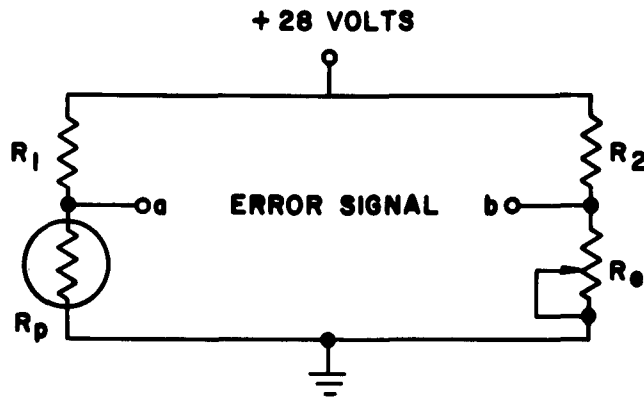 + 28 VOLTS
R1
R2
a
ERROR SIGNAL
b
Re
Rp